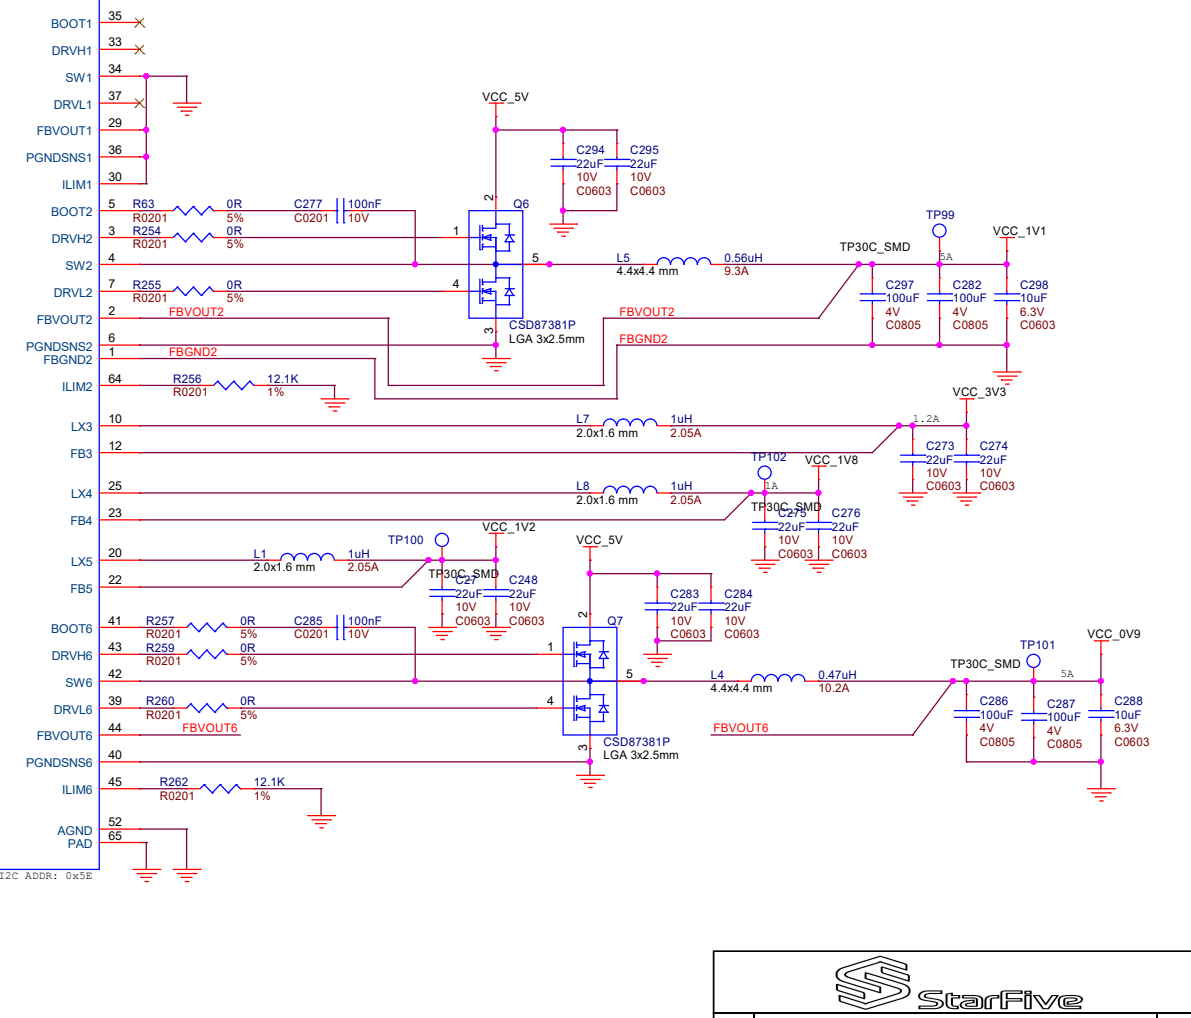 BOOT1 35
DRVH1 33
SW1 34
DRVL1 37
FBVOUT1 29
PGNDSNS1 36
ILIM1 30
BOOT2 5 R63 R0201 0R 5% C277 C0201 100nF 10V
DRVH2 3 R254 R0201 0R 5% 1
SW2 4
DRVL2 7 R255 R0201 0R 5% 4
FBVOUT2 2 FBVOUT2
PGNDSNS2 6
FBGND2 1 FBGND2
ILIM2 64 R256 R0201 12.1K 1%
VCC_5V
C294 22uF 10V C0603
C295 22uF 10V C0603
2
Q6
5
3
CSD87381P
LGA 3x2.5mm
L5 4.4x4.4 mm 0.56uH 9.3A
FBVOUT2
FBGND2
TP30C_SMD
TP99
5A
VCC_1V1
C297 100uF 4V C0805
C282 100uF 4V C0805
C298 10uF 6.3V C0603
LX3 10 L7 2.0x1.6 mm 1uH 2.05A
FB3 12
1.2A
VCC_3V3
C273 22uF 10V C0603
C274 22uF 10V C0603
LX4 25 L8 2.0x1.6 mm 1uH 2.05A
FB4 23
TP102
1A
VCC_1V8
TP30C_SMD
C275 22uF 10V C0603
C276 22uF 10V C0603
LX5 20 L1 2.0x1.6 mm 1uH 2.05A
FB5 22
TP100
VCC_1V2
TP30C_SMD
C27 22uF 10V C0603
C248 22uF 10V C0603
BOOT6 41 R257 R0201 0R 5% C285 C0201 100nF 10V
DRVH6 43 R259 R0201 0R 5% 1
SW6 42
DRVL6 39 R260 R0201 0R 5% 4
FBVOUT6 44 FBVOUT6
PGNDSNS6 40
ILIM6 45 R262 R0201 12.1K 1%
VCC_5V
C283 22uF 10V C0603
C284 22uF 10V C0603
2
Q7
5
3
CSD87381P
LGA 3x2.5mm
L4 4.4x4.4 mm 0.47uH 10.2A
FBVOUT6
TP30C_SMD
TP101
5A
VCC_0V9
C286 100uF 4V C0805
C287 100uF 4V C0805
C288 10uF 6.3V C0603
AGND 52
PAD 65
I2C ADDR: 0x5E
StarFive